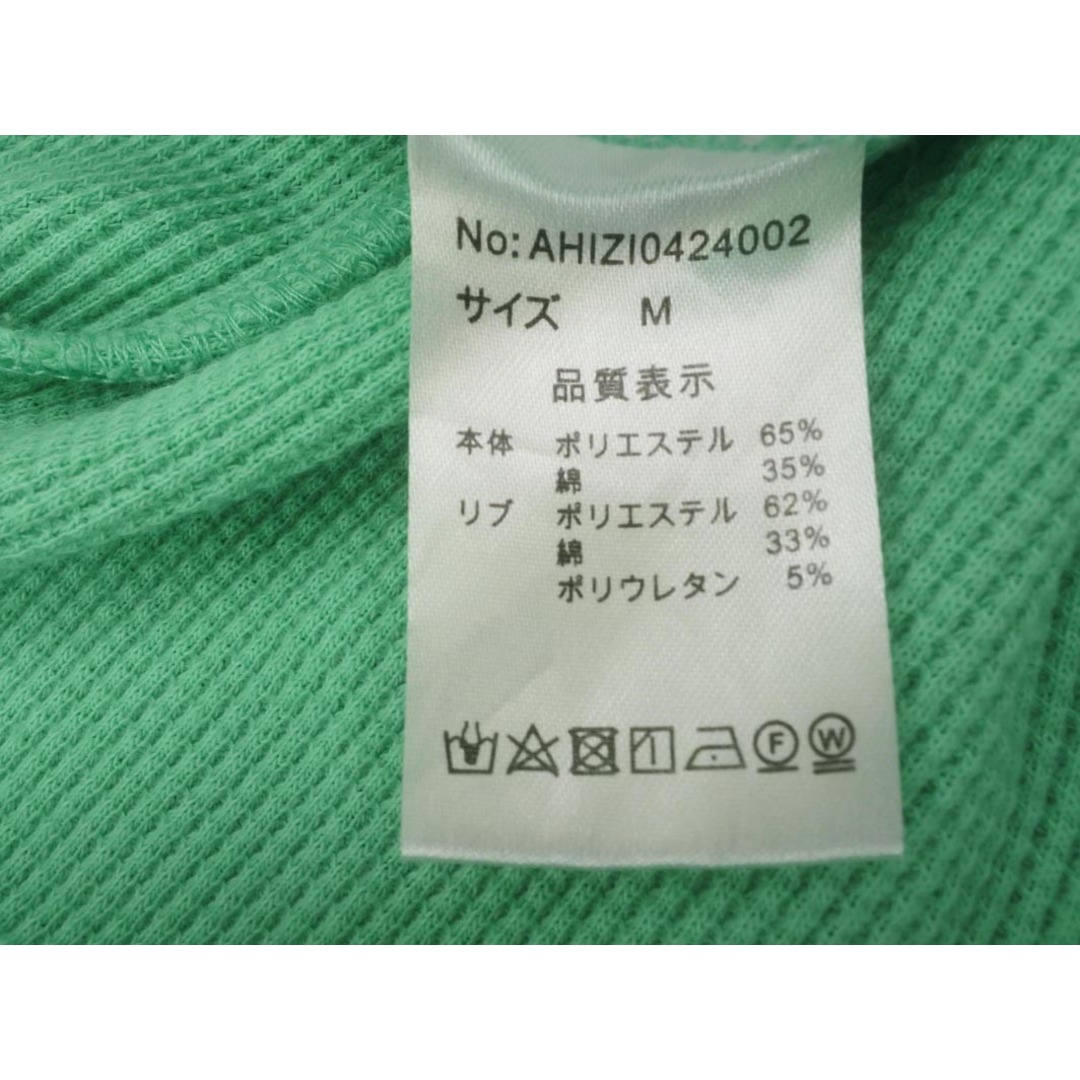 No: AHIZI0424002
サイズ M
品質表示
本体 ポリエステル 65%
綿 35%
リブ ポリエステル 62%
綿 33%
ポリウレタン 5%
F W